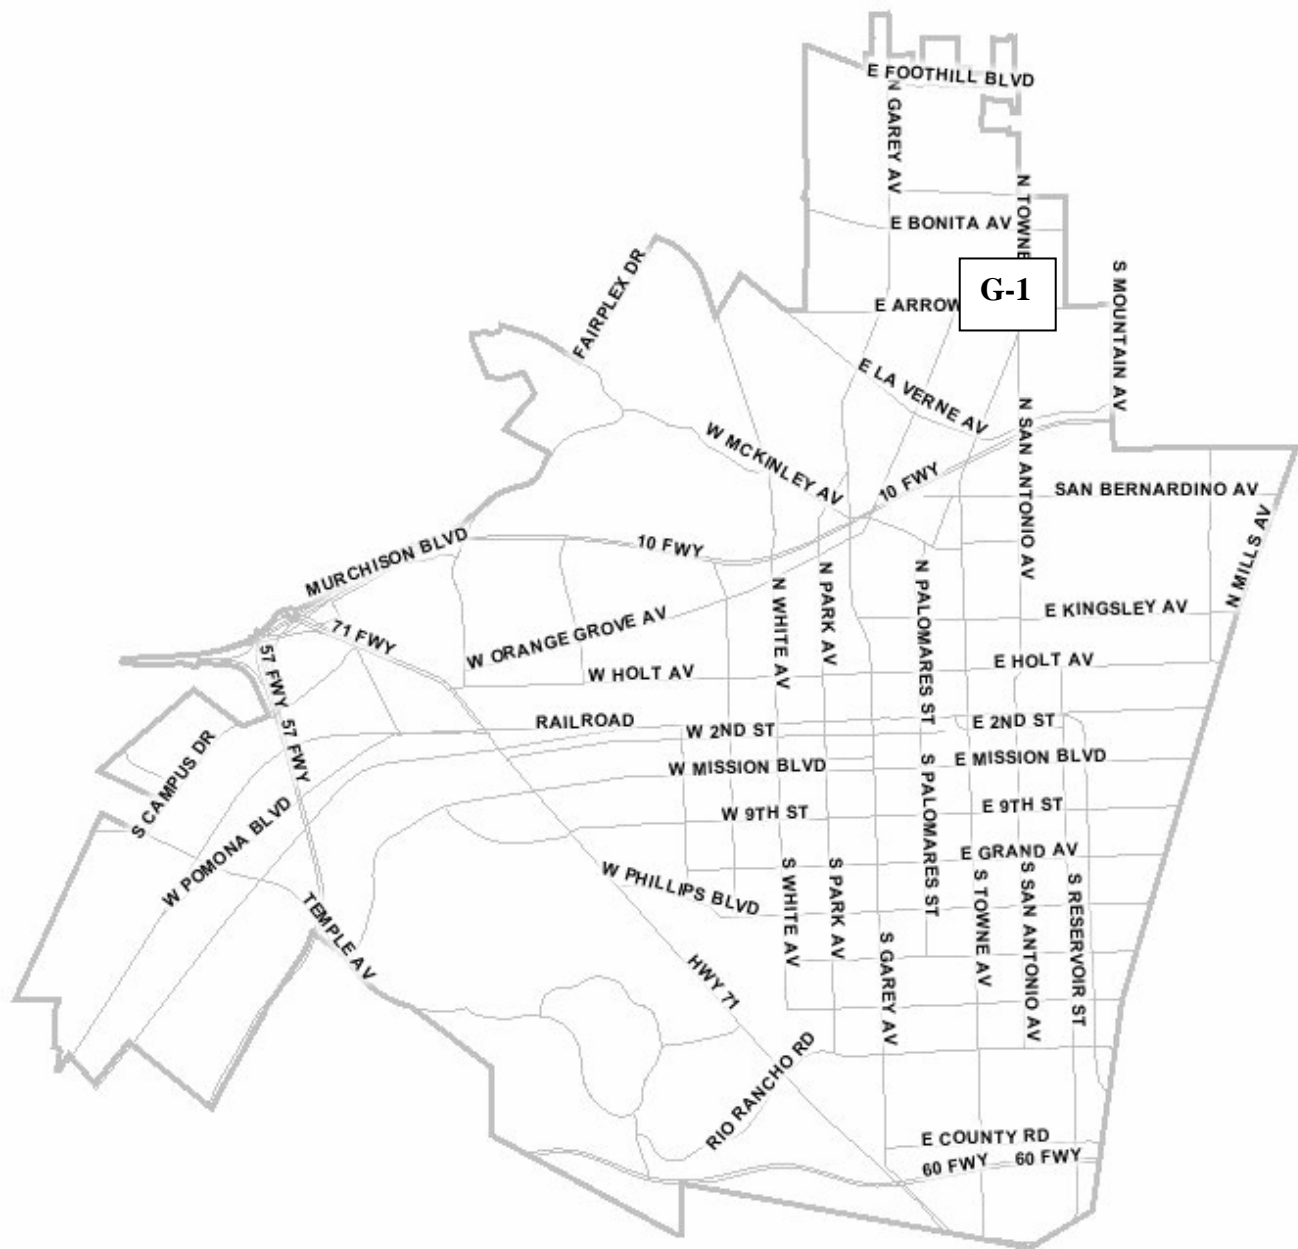 E FOOTHILL BLVD
N GAREY AV
N TOWNE
E BONITA AV
FAIRPLEX DR
S MOUNTAIN AV
E ARROW
G-1
E LA VERNE AV
N SAN ANTONIO AV
W MCKINLEY AV
10 FWY
SAN BERNARDINO AV
N MILLS AV
MURCHISON BLVD
10 FWY
N WHITE AV
N PARK AV
N PALOMARES ST
E KINGSLEY AV
71 FWY
W ORANGE GROVE AV
57 FWY
W HOLT AV
E HOLT AV
RAILROAD
W 2ND ST
E 2ND ST
57 FWY
S CAMPUS DR
W MISSION BLVD
E MISSION BLVD
S PALOMARES ST
W POMONA BLVD
W 9TH ST
E 9TH ST
E GRAND AV
W PHILLIPS BLVD
S WHITE AV
S PARK AV
S TOWNE AV
S SAN ANTONIO AV
S RESERVOIR ST
TEMPLE AV
S GAREY AV
HWY 71
RIO RANCHO RD
E COUNTY RD
60 FWY
60 FWY